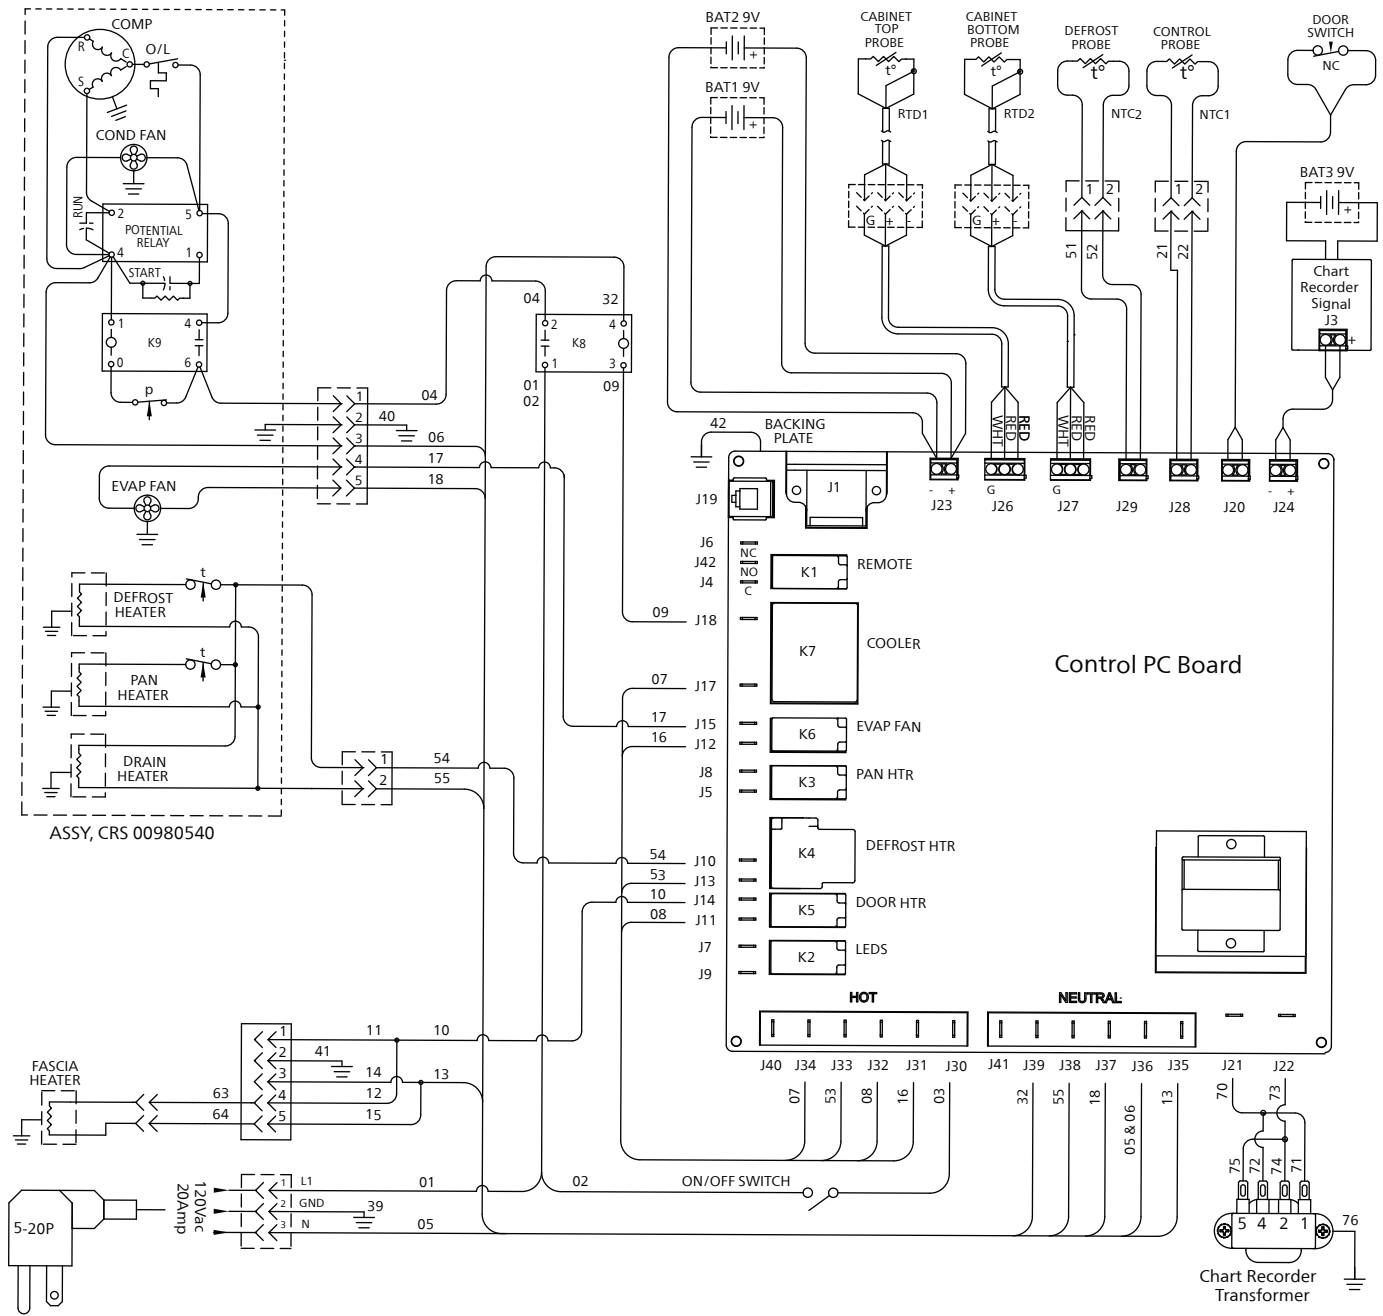 COMP
R
C
O/L
S
COND FAN
RUN
2
5
POTENTIAL
RELAY
4
1
START
1
4
K9
0
6
p
EVAP FAN
t
DEFROST
HEATER
t
PAN
HEATER
DRAIN
HEATER
ASSY, CRS 00980540
1
2
3
4
5
04
40
06
17
18
04
32
2
4
K8
1
3
01
02
09
1
2
54
55
BAT2 9V
+
BAT1 9V
+
CABINET
TOP
PROBE
t°
RTD1
G
+
-
CABINET
BOTTOM
PROBE
t°
RTD2
G
+
-
DEFROST
PROBE
t°
NTC2
1
2
51
52
CONTROL
PROBE
t°
NTC1
1
2
21
22
DOOR
SWITCH
NC
BAT3 9V
+
Chart
Recorder
Signal
J3
+
42
BACKING
PLATE
WHT
RED
RED
WHT
RED
RED
J19
J1
- +
J23
G
J26
G
J27
J29
J28
J20
- +
J24
J6
NC
J42
NO
J4
C
K1
REMOTE
09
J18
K7
COOLER
07
J17
17
J15
K6
EVAP FAN
16
J12
J8
K3
PAN HTR
J5
54
J10
K4
DEFROST HTR
53
J13
10
J14
K5
DOOR HTR
08
J11
J7
K2
LEDS
J9
Control PC Board
HOT
NEUTRAL
J40
J34
J33
J32
J31
J30
J41
J39
J38
J37
J36
J35
J21
J22
07
53
08
16
03
32
55
18
05 & 06
13
70
73
75
72
74
71
5
4
2
1
76
Chart Recorder
Transformer
FASCIA
HEATER
63
64
1
2
3
4
5
11
10
41
14
13
12
15
5-20P
120Vac
20Amp
1
L1
01
2
GND
39
3
N
05
02
ON/OFF SWITCH